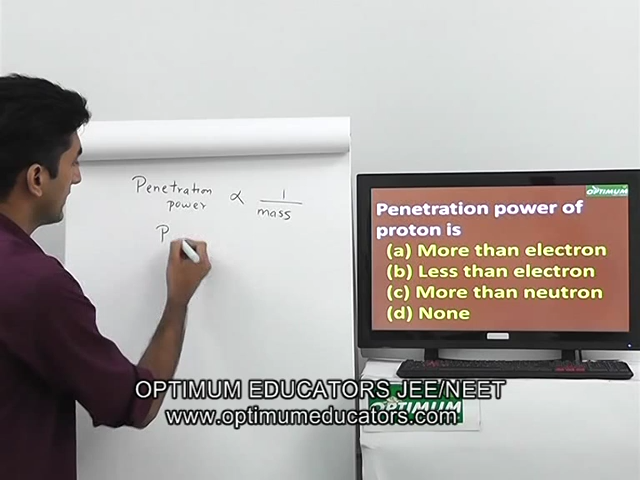 Penetration power ∝ 1/mass
P
OPTIMUM
Penetration power of
proton is
(a) More than electron
(b) Less than electron
(c) More than neutron
(d) None
OPTIMUM
OPTIMUM EDUCATORS JEE/NEET
www.optimumeducators.com